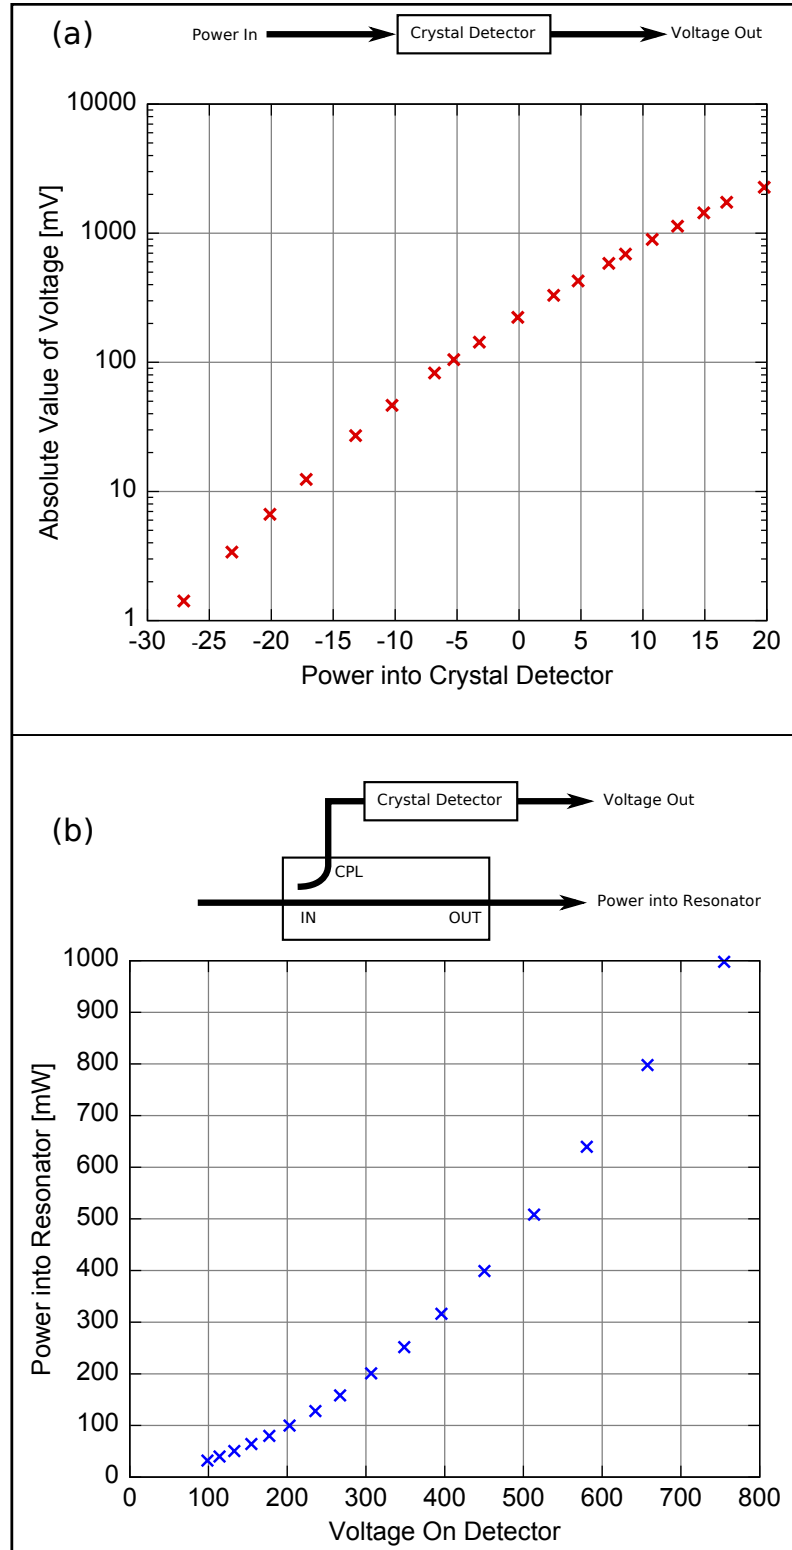 (a)
Power In
Crystal Detector
Voltage Out
10000
1000
100
10
1
Absolute Value of Voltage [mV]
-30 -25 -20 -15 -10 -5 0 5 10 15 20
Power into Crystal Detector
(b)
Crystal Detector
Voltage Out
CPL
Power into Resonator
IN OUT
1000
900
800
700
600
500
400
300
200
100
0
Power into Resonator [mW]
0 100 200 300 400 500 600 700 800
Voltage On Detector